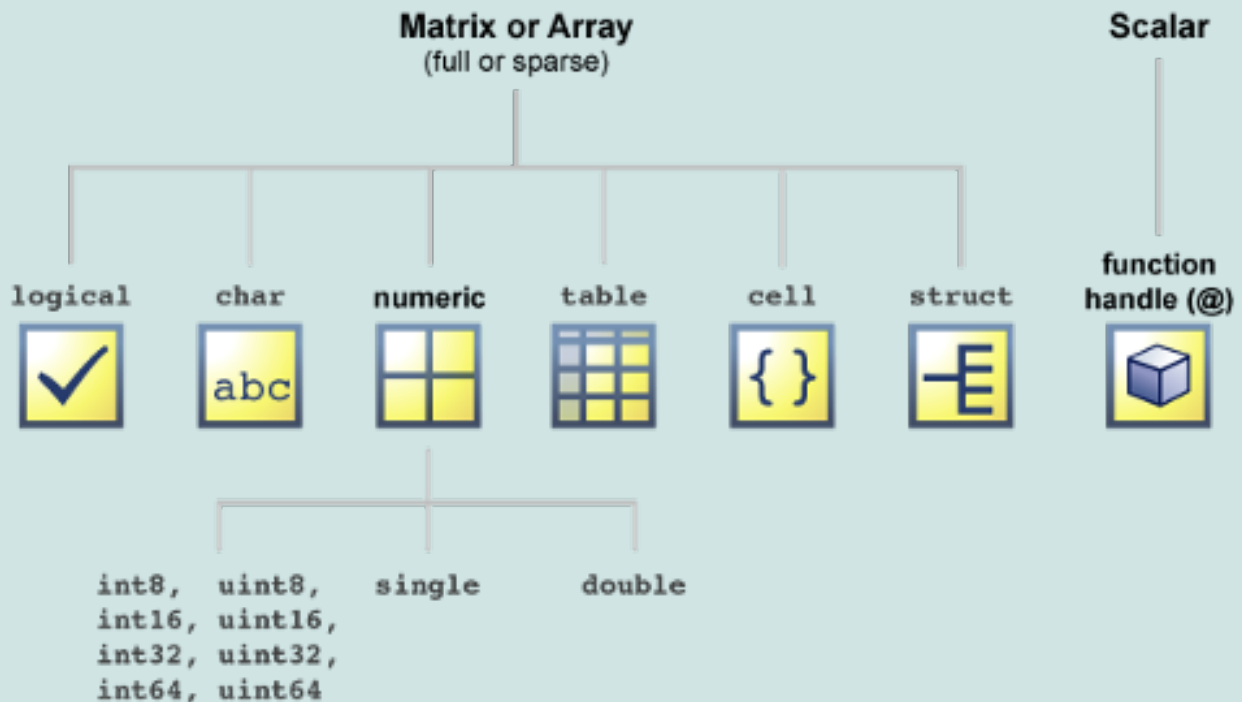 Matrix or Array
(full or sparse)
Scalar
logical
char
numeric
table
cell
struct
function
handle (@)
abc
{ }
int8, uint8,
int16, uint16,
int32, uint32,
int64, uint64
single
double